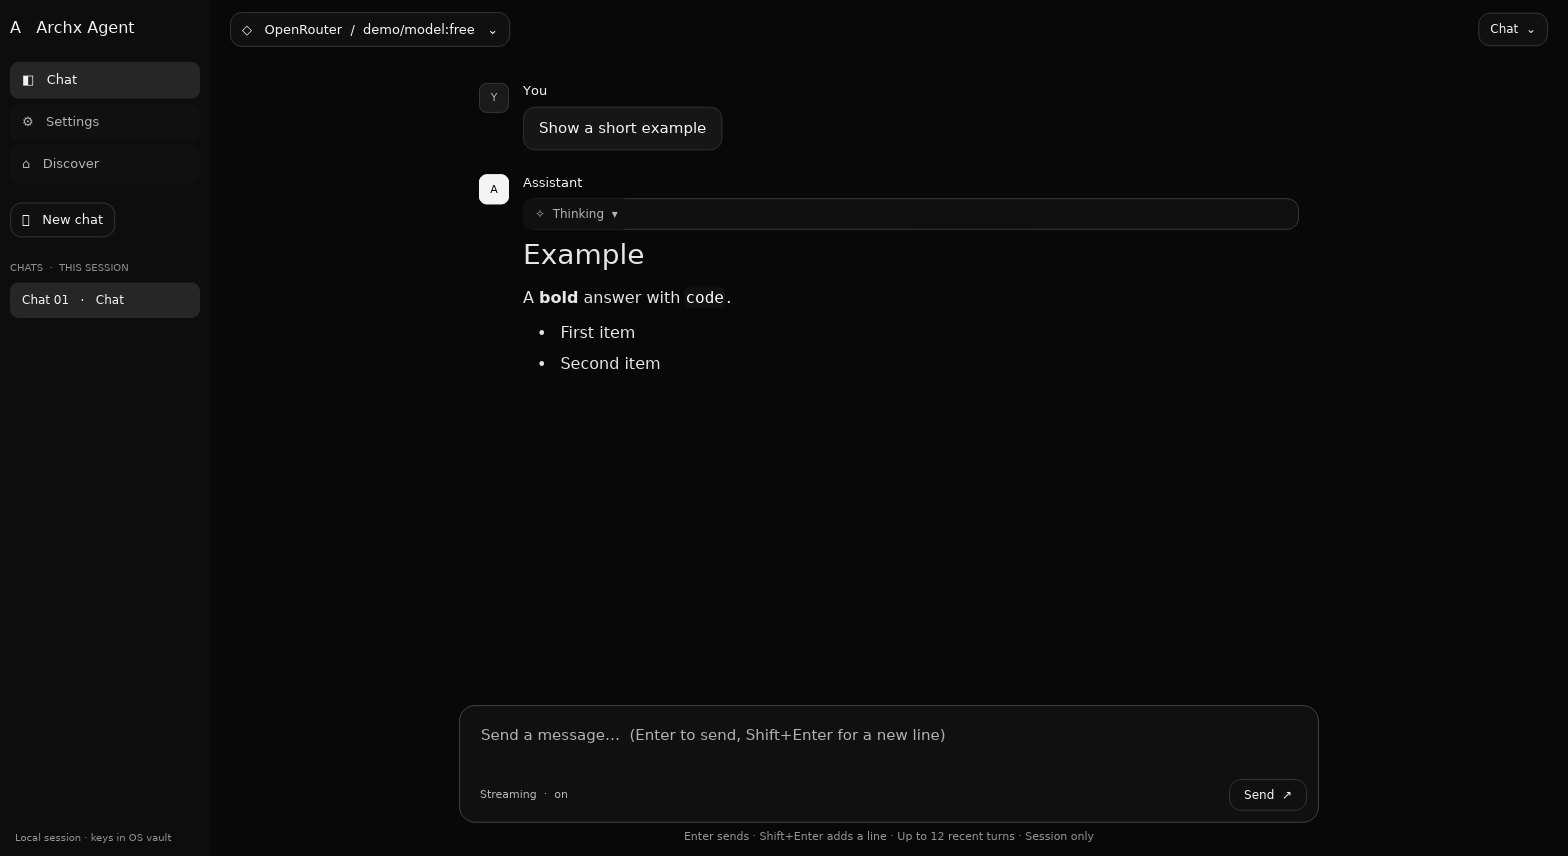 A Archx Agent
◇ OpenRouter / demo/model:free ⌄
Chat ⌄
Chat
Settings
Discover
New chat
CHATS · THIS SESSION
Chat 01 · Chat
Y
You
Show a short example
A
Assistant
✧ Thinking ▾
Example
A bold answer with code.
• First item
• Second item
Send a message… (Enter to send, Shift+Enter for a new line)
Streaming · on
Send ↗
Local session · keys in OS vault
Enter sends · Shift+Enter adds a line · Up to 12 recent turns · Session only